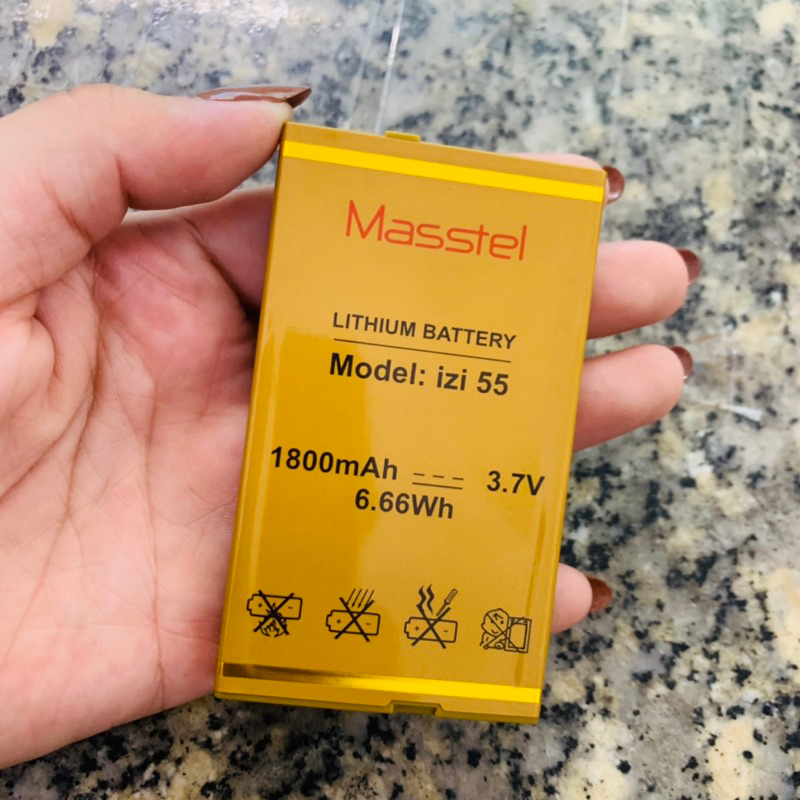 Masstel
LITHIUM BATTERY
Model: izi 55
1800mAh 3.7V
6.66Wh